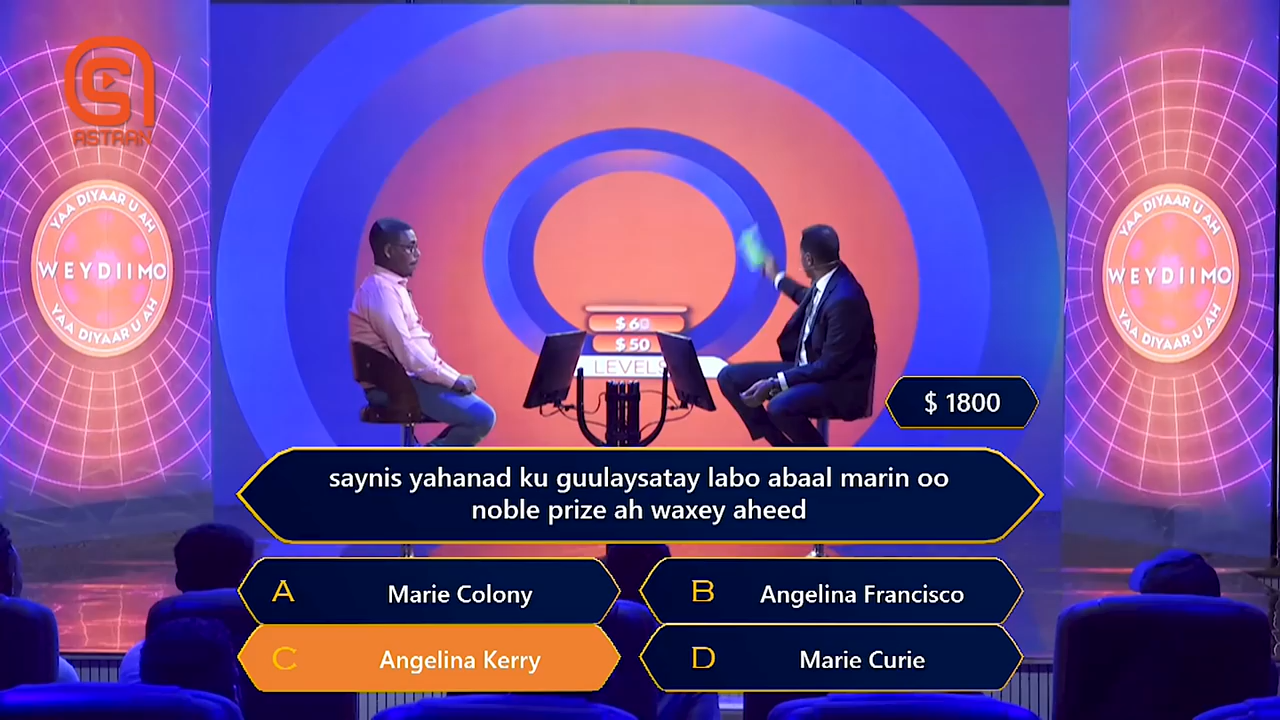 ASTAAN
YAA DIYAAR U AH
WEYDIIMO
YAA DIYAAR U AH
YAA DIYAAR U AH
WEYDIIMO
YAA DIYAAR U AH
$ 60
$ 50
LEVELS
$ 1800
saynis yahanad ku guulaysatay labo abaal marin oo
noble prize ah waxey aheed
A Marie Colony
B Angelina Francisco
C Angelina Kerry
D Marie Curie